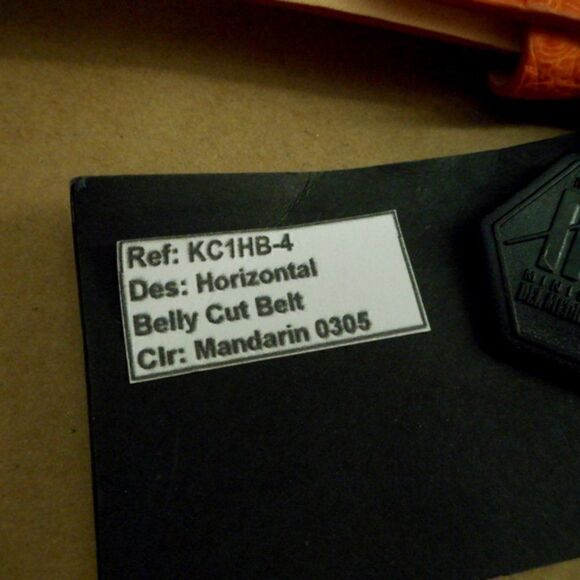 Ref: KC1HB-4
Des: Horizontal
Belly Cut Belt
Clr: Mandarin 0305